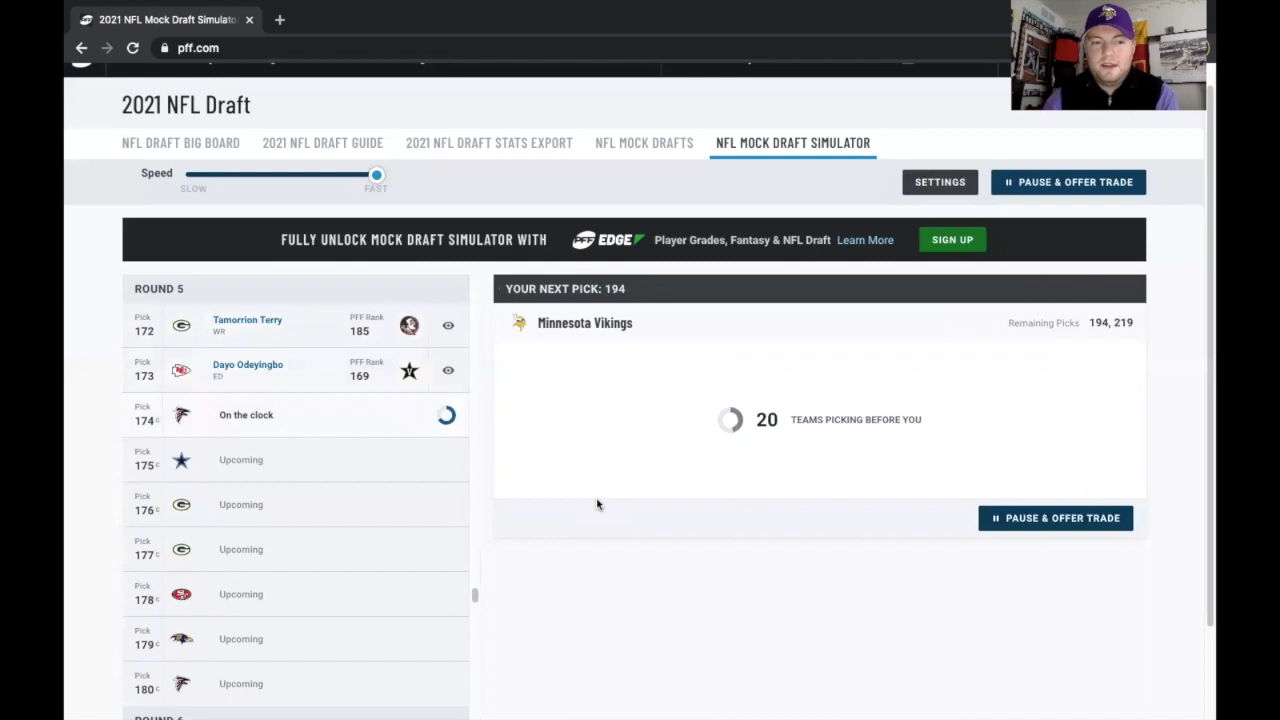 2021 NFL Mock Draft Simulato
pff.com
2021 NFL Draft
NFL DRAFT BIG BOARD
2021 NFL DRAFT GUIDE
2021 NFL DRAFT STATS EXPORT
NFL MOCK DRAFTS
NFL MOCK DRAFT SIMULATOR
Speed
SLOW
FAST
SETTINGS
PAUSE & OFFER TRADE
FULLY UNLOCK MOCK DRAFT SIMULATOR WITH
PFF EDGE
Player Grades, Fantasy & NFL Draft Learn More
SIGN UP
ROUND 5
Pick
172
Tamorrion Terry
WR
PFF Rank
185
Pick
173
Dayo Odeyingbo
ED
PFF Rank
169
Pick
174 c
On the clock
Pick
175 c
Upcoming
Pick
176 c
Upcoming
Pick
177 c
Upcoming
Pick
178 c
Upcoming
Pick
179 c
Upcoming
Pick
180 c
Upcoming
ROUND 6
YOUR NEXT PICK: 194
Minnesota Vikings
Remaining Picks 194, 219
20 TEAMS PICKING BEFORE YOU
PAUSE & OFFER TRADE